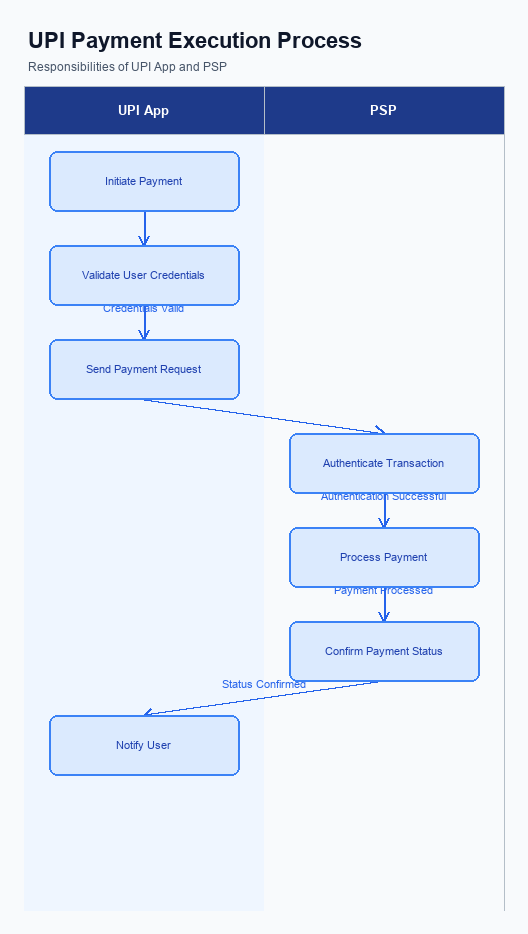 UPI Payment Execution Process
Responsibilities of UPI App and PSP
UPI App
PSP
Initiate Payment
Validate User Credentials
Credentials Valid
Send Payment Request
Authenticate Transaction
Authentication Successful
Process Payment
Payment Processed
Confirm Payment Status
Status Confirmed
Notify User